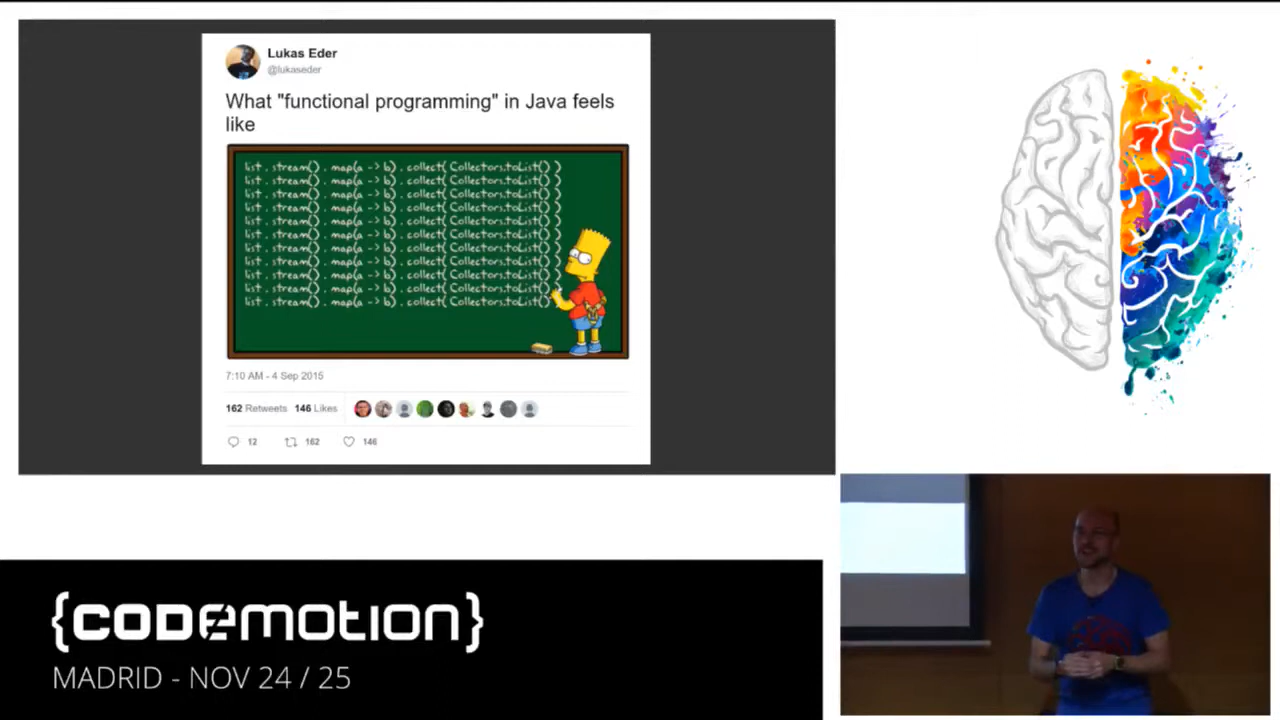 Lukas Eder
@lukaseder
What "functional programming" in Java feels
like
list . stream() . map(a -> b) . collect( Collectors.toList() )
list . stream() . map(a -> b) . collect( Collectors.toList() )
list . stream() . map(a -> b) . collect( Collectors.toList() )
list . stream() . map(a -> b) . collect( Collectors.toList() )
list . stream() . map(a -> b) . collect( Collectors.toList() )
list . stream() . map(a -> b) . collect( Collectors.toList() )
list . stream() . map(a -> b) . collect( Collectors.toList() )
list . stream() . map(a -> b) . collect( Collectors.toList() )
list . stream() . map(a -> b) . collect( Collectors.toList() )
list . stream() . map(a -> b) . collect( Collectors.toList() )
list . stream() . map(a -> b) . collect( Collectors.toList()
7:10 AM - 4 Sep 2015
162 Retweets 146 Likes
12 162 146
{CODEMOTION}
MADRID - NOV 24 / 25